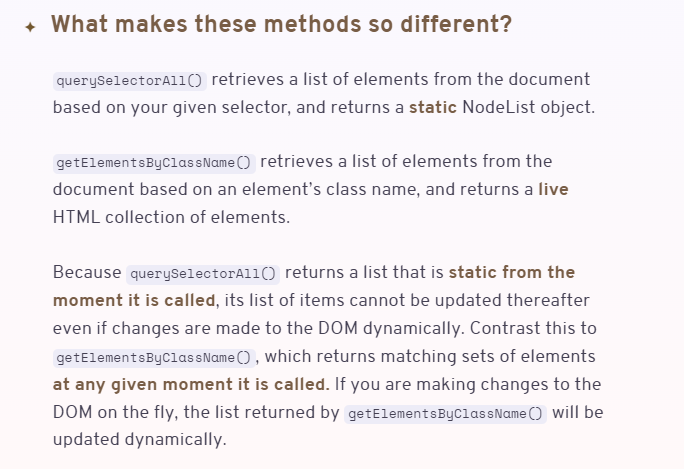 ✦ What makes these methods so different?
querySelectorAll() retrieves a list of elements from the document
based on your given selector, and returns a static NodeList object.
getElementsByClassName() retrieves a list of elements from the
document based on an element's class name, and returns a live
HTML collection of elements.
Because querySelectorAll() returns a list that is static from the
moment it is called, its list of items cannot be updated thereafter
even if changes are made to the DOM dynamically. Contrast this to
getElementsByClassName(), which returns matching sets of elements
at any given moment it is called. If you are making changes to the
DOM on the fly, the list returned by getElementsByClassName() will be
updated dynamically.